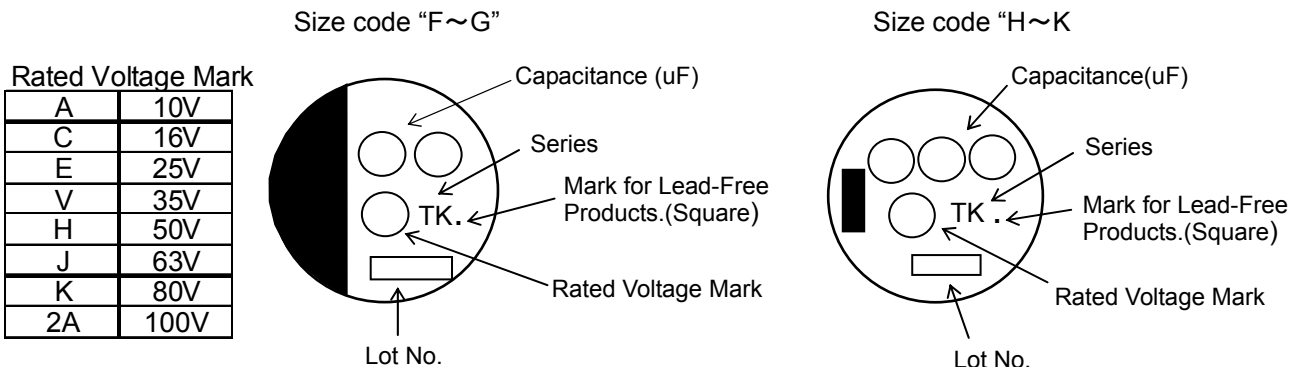 Size code “F～G”
Size code “H～K
Rated Voltage Mark
A 10V
C 16V
E 25V
V 35V
H 50V
J 63V
K 80V
2A 100V
Capacitance (uF)
Series
Mark for Lead-Free
Products.(Square)
TK.
Rated Voltage Mark
Lot No.
Capacitance(uF)
Series
Mark for Lead-Free
Products.(Square)
TK .
Rated Voltage Mark
Lot No.